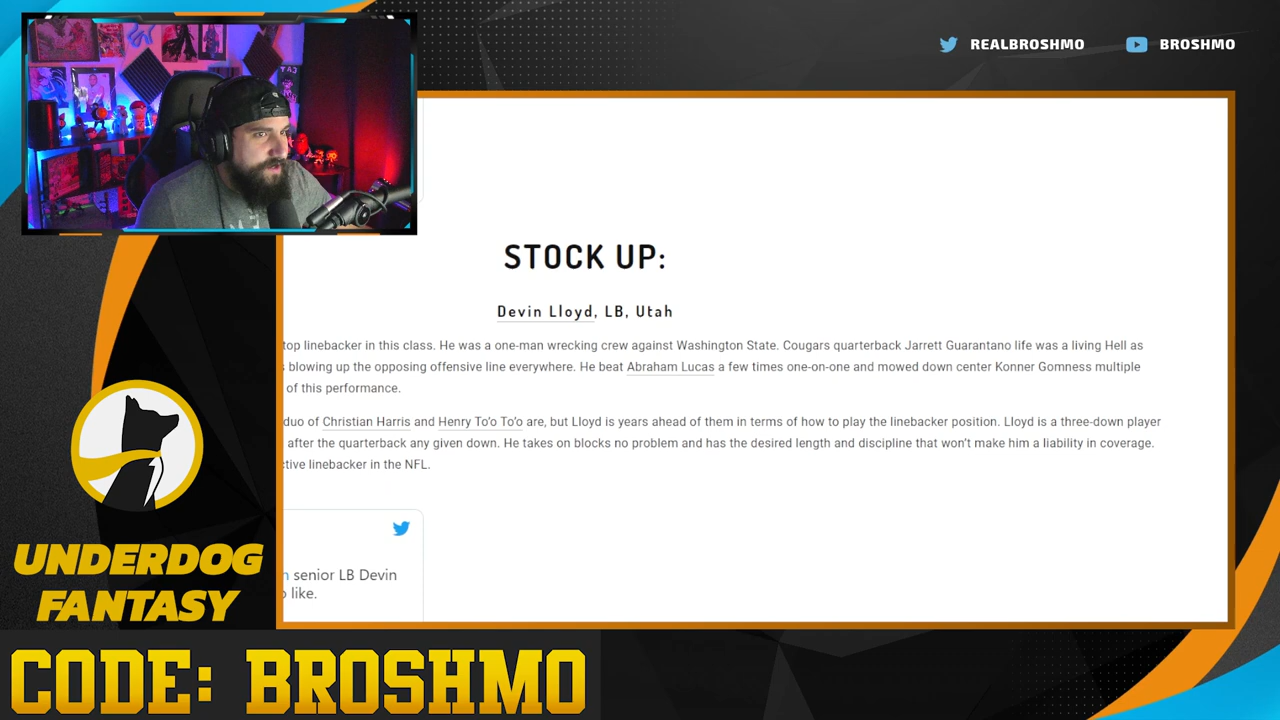 REALBROSHMO
BROSHMO
STOCK UP:
Devin Lloyd, LB, Utah
top linebacker in this class. He was a one-man wrecking crew against Washington State. Cougars quarterback Jarrett Guarantano life was a living Hell as
blowing up the opposing offensive line everywhere. He beat Abraham Lucas a few times one-on-one and mowed down center Konner Gomness multiple
of this performance.
duo of Christian Harris and Henry To'o To'o are, but Lloyd is years ahead of them in terms of how to play the linebacker position. Lloyd is a three-down player
after the quarterback any given down. He takes on blocks no problem and has the desired length and discipline that won't make him a liability in coverage.
ctive linebacker in the NFL.
senior LB Devin
like.
UNDERDOG
FANTASY
CODE: BROSHMO